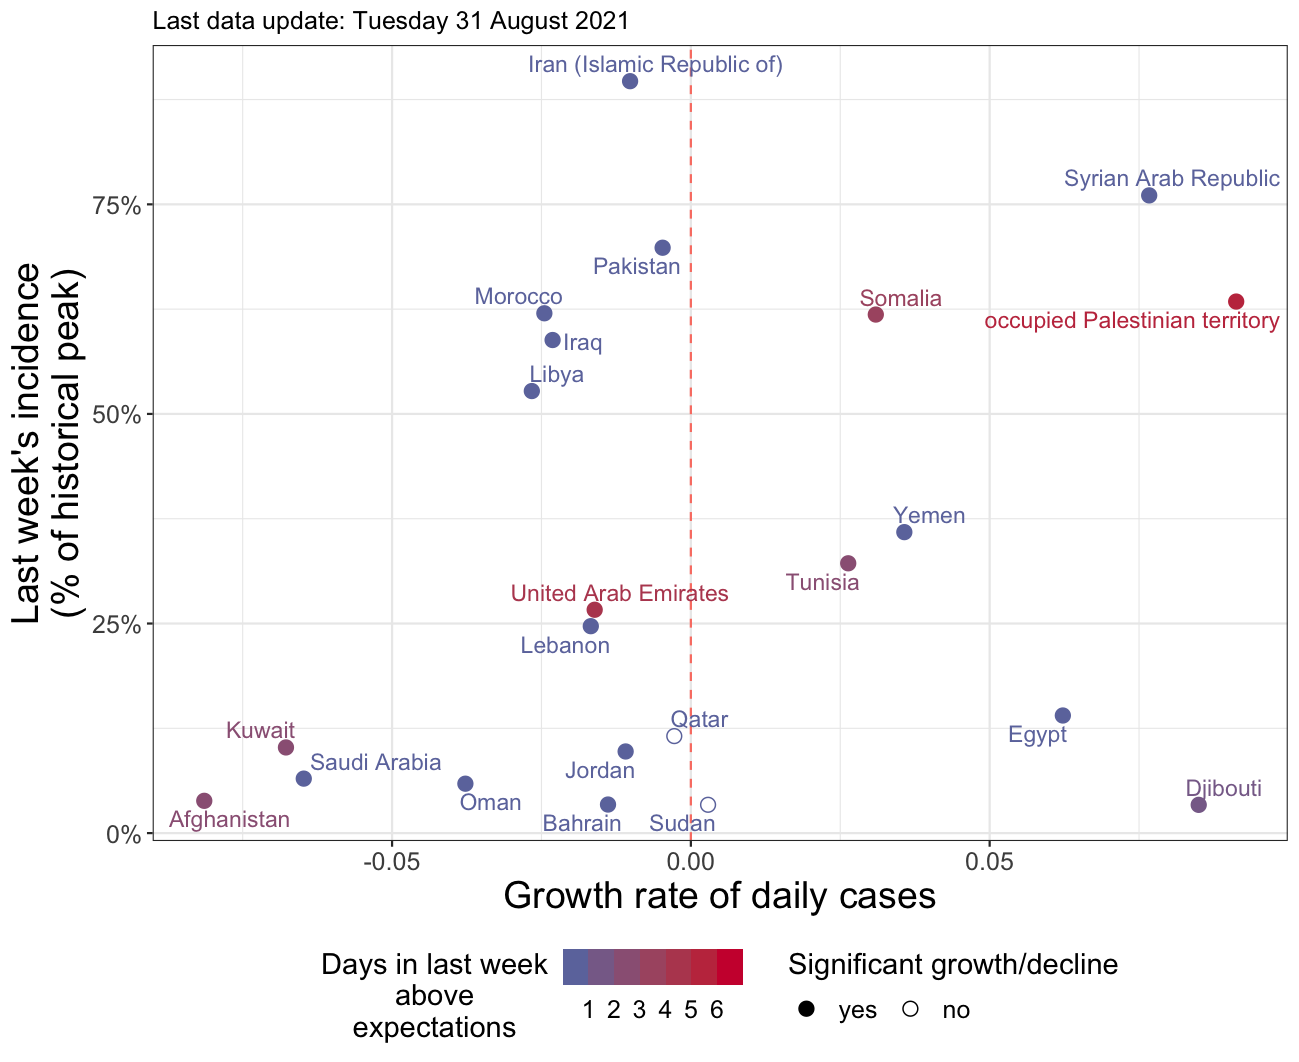 Last data update: Tuesday 31 August 2021
Iran (Islamic Republic of)
Syrian Arab Republic
75%
Pakistan
Morocco
Somalia
occupied Palestinian territory
Iraq
Libya
50%
Last week's incidence
(% of historical peak)
Yemen
Tunisia
United Arab Emirates
25%
Lebanon
Qatar
Kuwait
Egypt
Saudi Arabia
Jordan
Djibouti
Oman
Afghanistan
Bahrain
Sudan
0%
-0.05 0.00 0.05
Growth rate of daily cases
Days in last week
above
expectations
1 2 3 4 5 6
Significant growth/decline
yes no